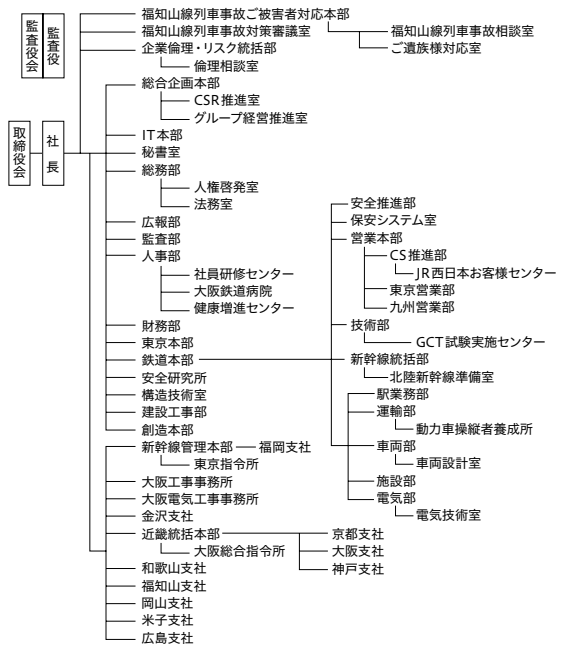 監査役会
監査役
取締役会
社長
福知山線列車事故ご被害者対応本部
福知山線列車事故対策審議室
福知山線列車事故相談室
ご遺族様対応室
企業倫理・リスク統括部
倫理相談室
総合企画本部
CSR推進室
グループ経営推進室
IT本部
秘書室
総務部
人権啓発室
法務室
広報部
監査部
人事部
社員研修センター
大阪鉄道病院
健康増進センター
財務部
東京本部
鉄道本部
安全推進部
保安システム室
営業本部
CS推進部
JR西日本お客様センター
東京営業部
九州営業部
技術部
GCT試験実施センター
新幹線統括部
北陸新幹線準備室
駅業務部
運輸部
動力車操縦者養成所
車両部
車両設計室
施設部
電気部
電気技術室
安全研究所
構造技術室
建設工事部
創造本部
新幹線管理本部
福岡支社
東京指令所
大阪工事事務所
大阪電気工事事務所
金沢支社
近畿統括本部
大阪総合指令所
京都支社
大阪支社
神戸支社
和歌山支社
福知山支社
岡山支社
米子支社
広島支社